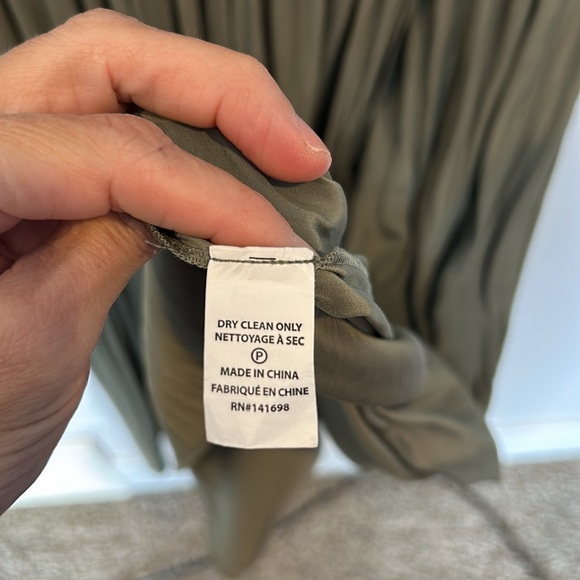 DRY CLEAN ONLY
NETTOYAGE À SEC
Ⓟ
MADE IN CHINA
FABRIQUÉ EN CHINE
RN#141698